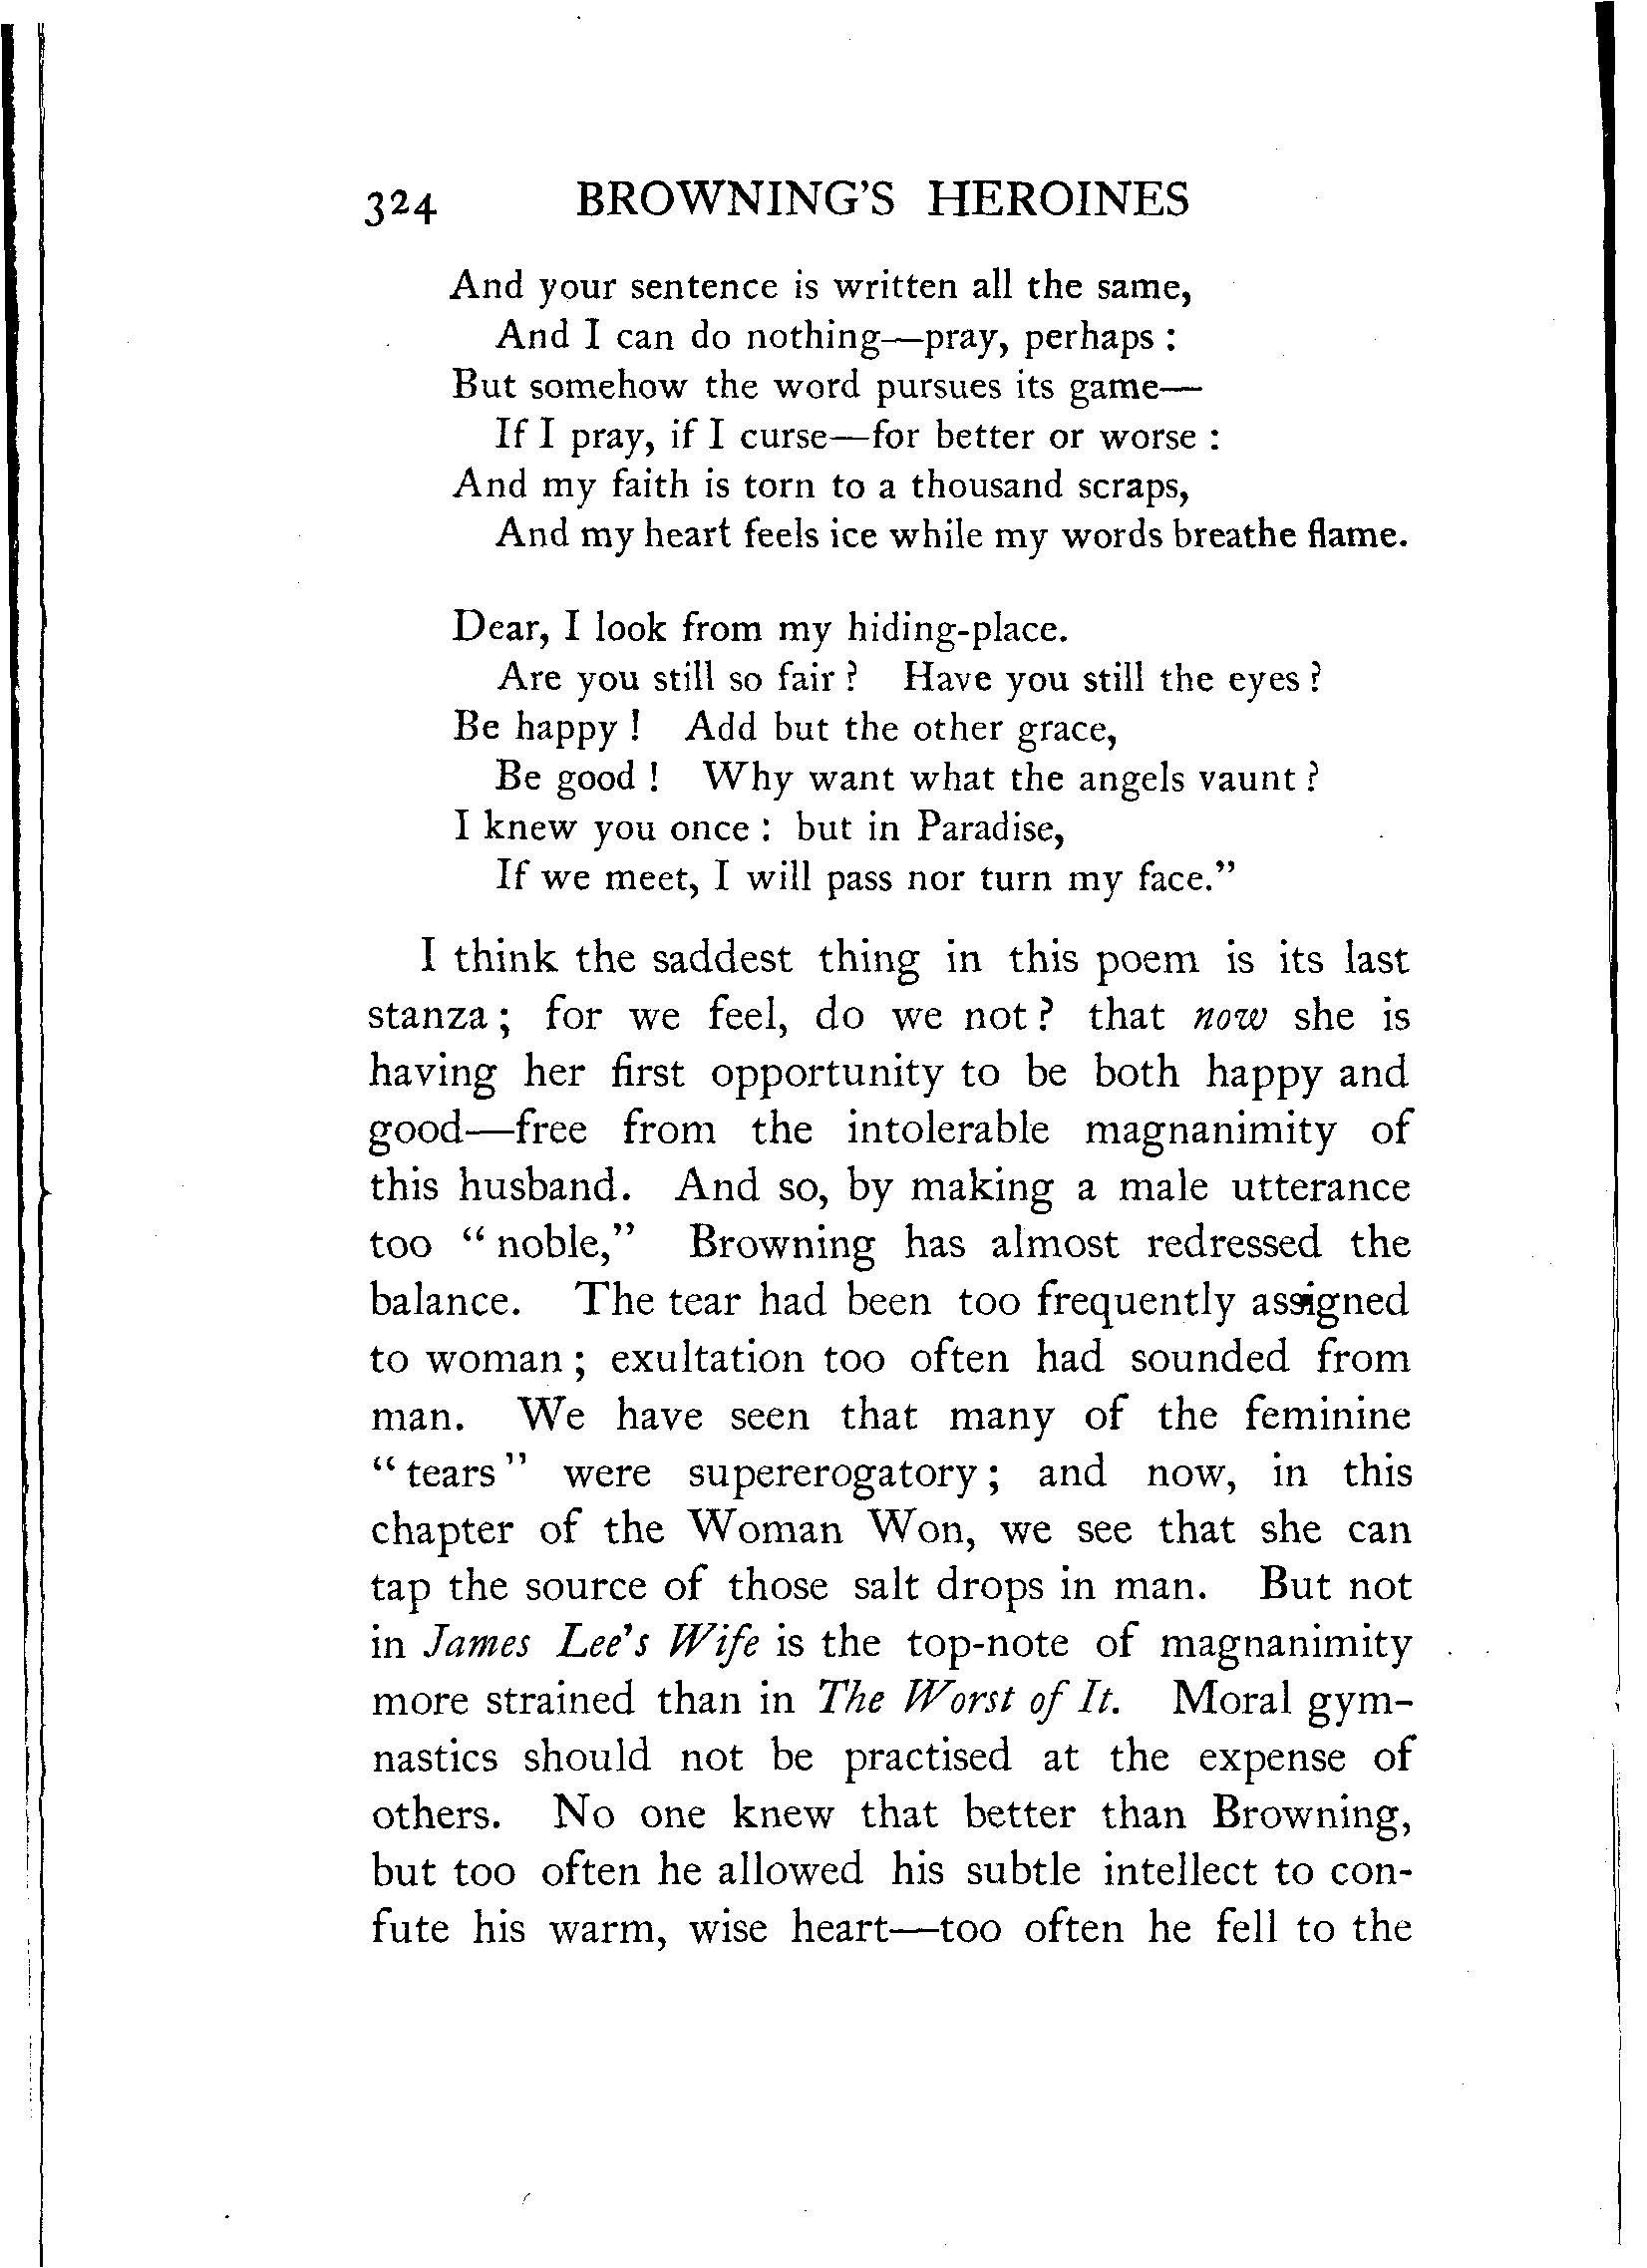 324 BROWNING'S HEROINES
And your sentence is written all the same,
And I can do nothing—pray, perhaps :
But somehow the word pursues its game—
If I pray, if I curse—for better or worse :
And my faith is torn to a thousand scraps,
And my heart feels ice while my words breathe flame.
Dear, I look from my hiding-place.
Are you still so fair ? Have you still the eyes ?
Be happy ! Add but the other grace,
Be good ! Why want what the angels vaunt ?
I knew you once : but in Paradise,
If we meet, I will pass nor turn my face."
I think the saddest thing in this poem is its last
stanza ; for we feel, do we not ? that now she is
having her first opportunity to be both happy and
good—free from the intolerable magnanimity of
this husband. And so, by making a male utterance
too " noble," Browning has almost redressed the
balance. The tear had been too frequently assigned
to woman ; exultation too often had sounded from
man. We have seen that many of the feminine
" tears " were supererogatory ; and now, in this
chapter of the Woman Won, we see that she can
tap the source of those salt drops in man. But not
in James Lee's Wife is the top-note of magnanimity
more strained than in The Worst of It. Moral gym-
nastics should not be practised at the expense of
others. No one knew that better than Browning,
but too often he allowed his subtle intellect to con-
fute his warm, wise heart—too often he fell to the